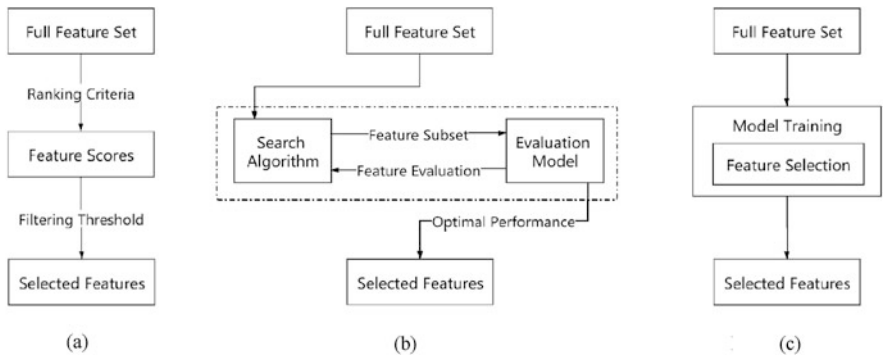 Full Feature Set
Ranking Criteria
Feature Scores
Filtering Threshold
Selected Features
(a)
Full Feature Set
Search
Algorithm
Feature Subset
Feature Evaluation
Evaluation
Model
Optimal Performance
Selected Features
(b)
Full Feature Set
Model Training
Feature Selection
Selected Features
(c)